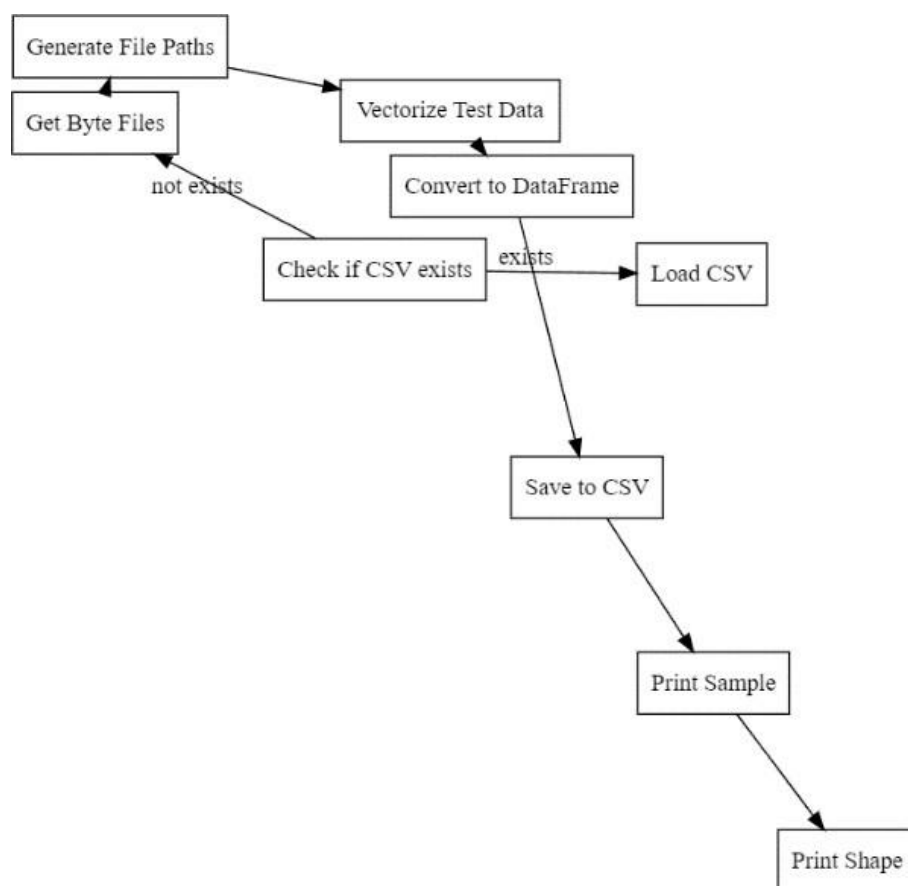 Generate File Paths
Vectorize Test Data
Get Byte Files
Convert to DataFrame
not exists
Check if CSV exists
exists
Load CSV
Save to CSV
Print Sample
Print Shape